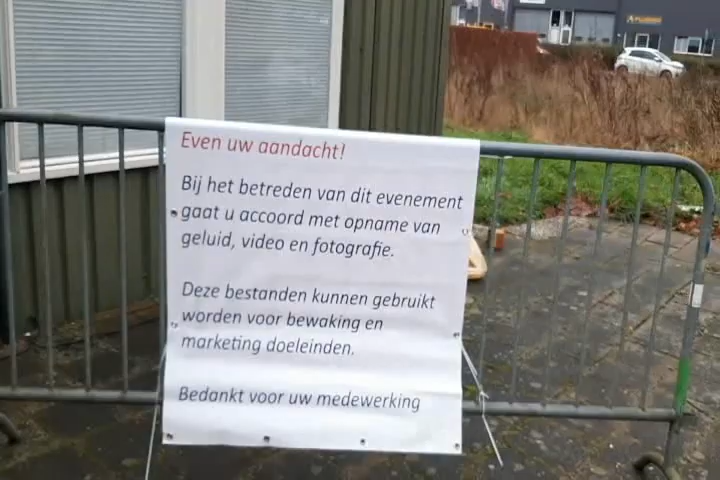 Even uw aandacht!
Bij het betreden van dit evenement
gaat u accoord met opname van
geluid, video en fotografie.
Deze bestanden kunnen gebruikt
worden voor bewaking en
marketing doeleinden.
Bedankt voor uw medewerking